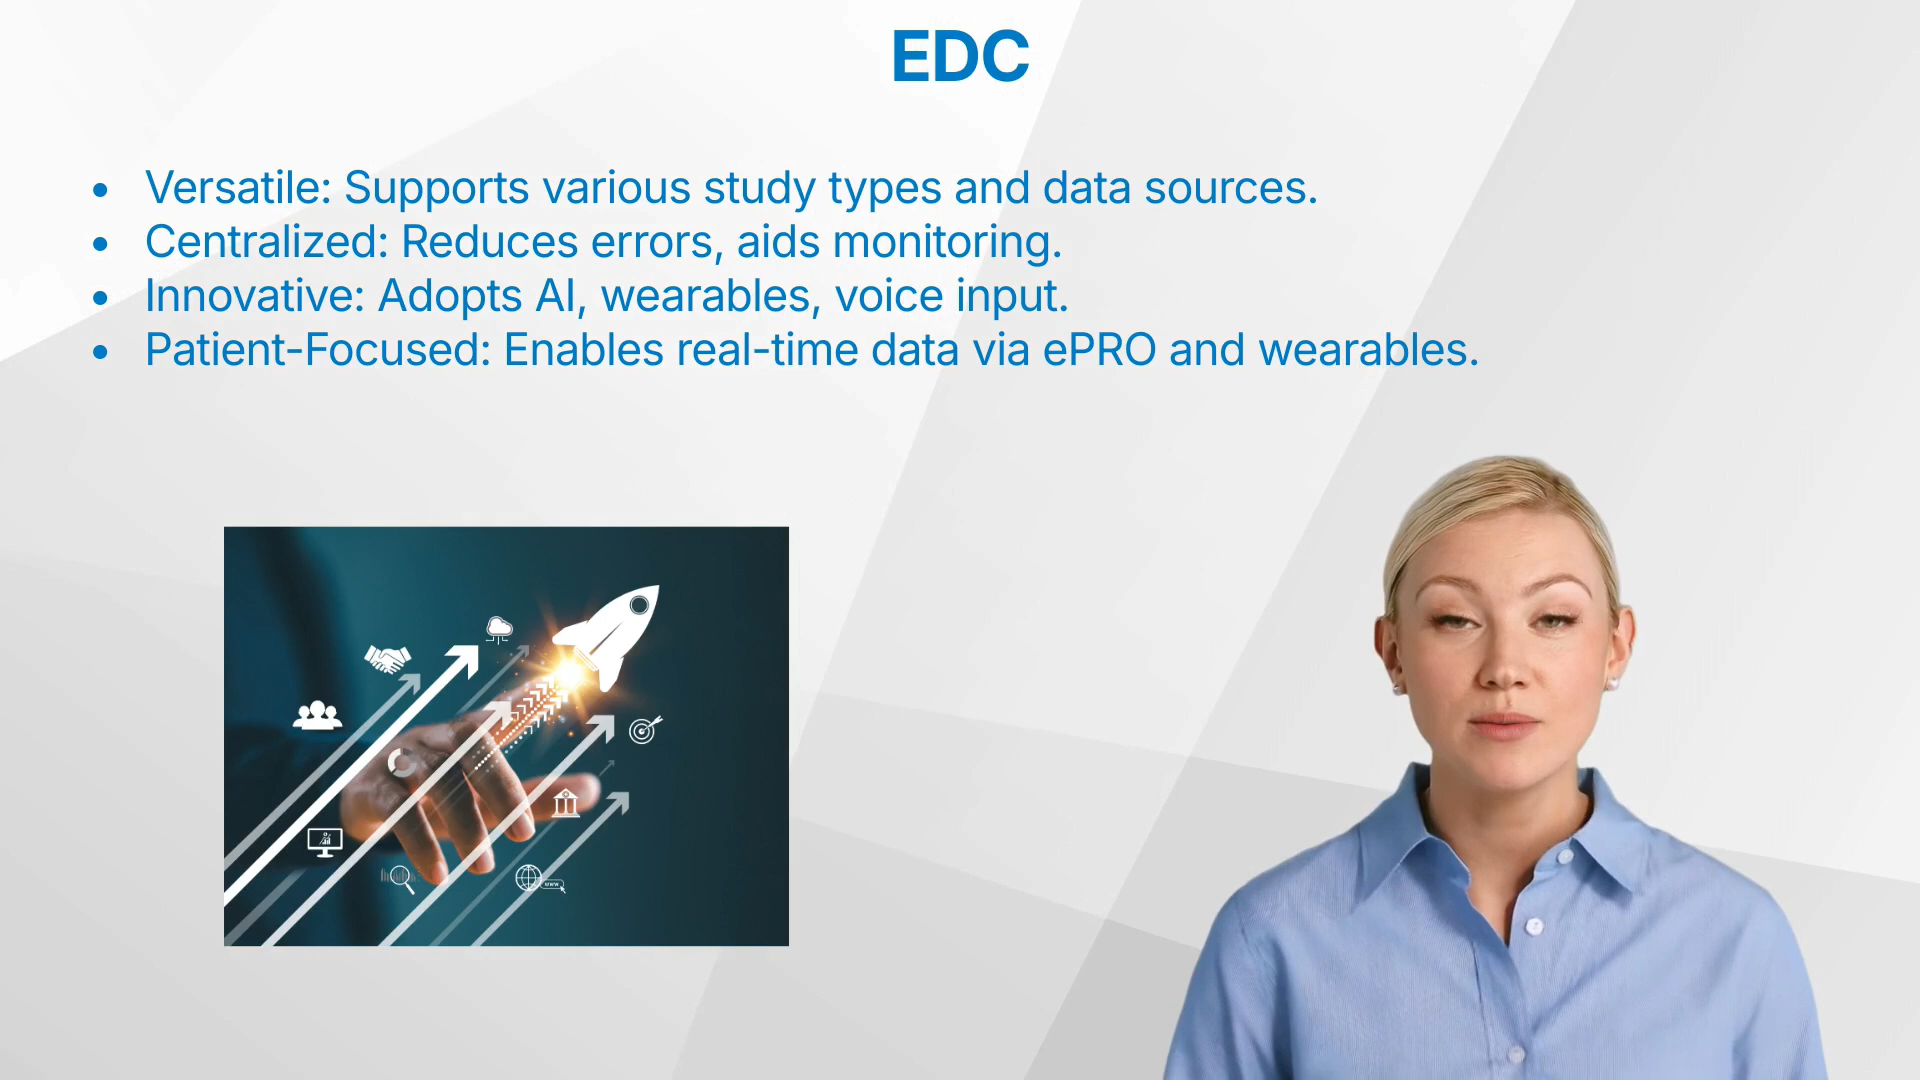 EDC
• Versatile: Supports various study types and data sources.
• Centralized: Reduces errors, aids monitoring.
• Innovative: Adopts AI, wearables, voice input.
• Patient-Focused: Enables real-time data via ePRO and wearables.
www